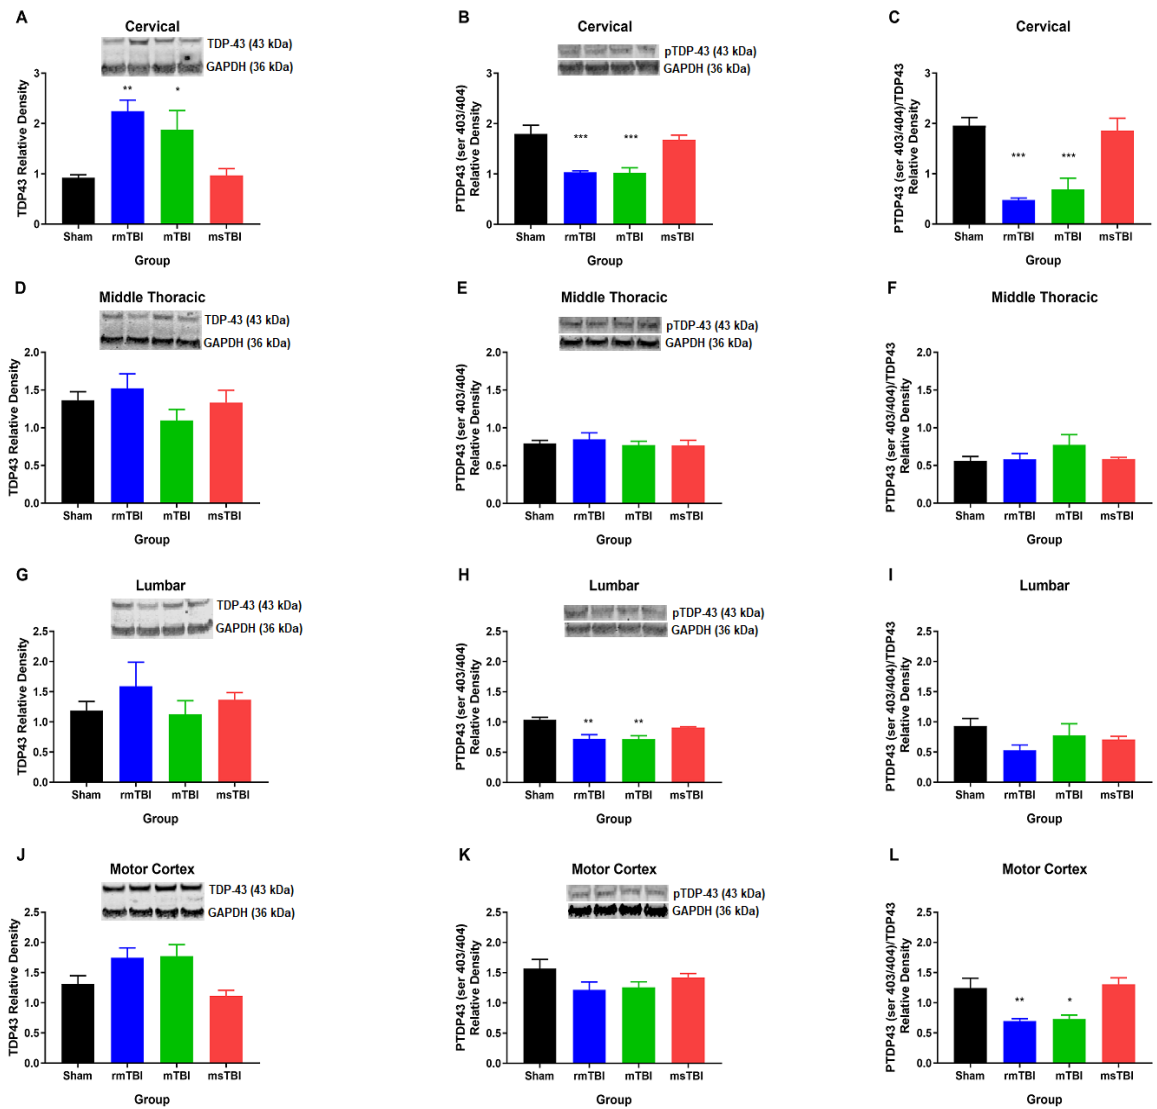 A
Cervical
TDP-43 (43 kDa)
GAPDH (36 kDa)
TDP43 Relative Density
3
2
1
0
**
*
Sham rmTBI mTBI msTBI
Group
B
Cervical
pTDP-43 (43 kDa)
GAPDH (36 kDa)
PTDP43 (ser 403/404)
Relative Density
3
2
1
0
***
***
Sham rmTBI mTBI msTBI
Group
C
Cervical
PTDP43 (ser 403/404)/TDP43
Relative Density
3
2
1
0
***
***
Sham rmTBI mTBI msTBI
Group
D
Middle Thoracic
TDP-43 (43 kDa)
GAPDH (36 kDa)
TDP43 Relative Density
2.0
1.5
1.0
0.5
0.0
Sham rmTBI mTBI msTBI
Group
E
Middle Thoracic
pTDP-43 (43 kDa)
GAPDH (36 kDa)
PTDP43 (ser 403/404)
Relative Density
2.0
1.5
1.0
0.5
0.0
Sham rmTBI mTBI msTBI
Group
F
Middle Thoracic
PTDP43 (ser 403/404)/TDP43
Relative Density
2.0
1.5
1.0
0.5
0.0
Sham rmTBI mTBI msTBI
Group
G
Lumbar
TDP-43 (43 kDa)
GAPDH (36 kDa)
TDP43 Relative Density
2.5
2.0
1.5
1.0
0.5
0.0
Sham rmTBI mTBI msTBI
Group
H
Lumbar
pTDP-43 (43 kDa)
GAPDH (36 kDa)
PTDP43 (ser 403/404)
Relative Density
2.5
2.0
1.5
1.0
0.5
0.0
**
**
Sham rmTBI mTBI msTBI
Group
I
Lumbar
PTDP43 (ser 403/404)/TDP43
Relative Density
2.5
2.0
1.5
1.0
0.5
0.0
Sham rmTBI mTBI msTBI
Group
J
Motor Cortex
TDP-43 (43 kDa)
GAPDH (36 kDa)
TDP43 Relative Density
2.5
2.0
1.5
1.0
0.5
0.0
Sham rmTBI mTBI msTBI
Group
K
Motor Cortex
pTDP-43 (43 kDa)
GAPDH (36 kDa)
PTDP43 (ser 403/404)
Relative Density
2.5
2.0
1.5
1.0
0.5
0.0
Sham rmTBI mTBI msTBI
Group
L
Motor Cortex
PTDP43 (ser 403/404)/TDP43
Relative Density
2.5
2.0
1.5
1.0
0.5
0.0
**
*
Sham rmTBI mTBI msTBI
Group